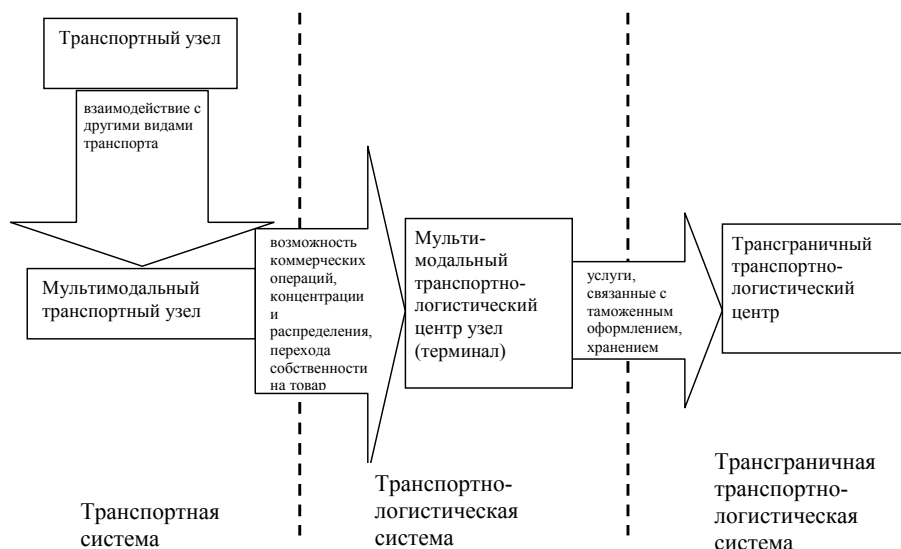 Транспортный узел
взаимодействие с
другими видами
транспорта
Мультимодальный
транспортный узел
возможность
коммерческих
операций,
концентрации
и
распределения,
перехода
собственности
на товар
Мульти-
модальный
транспортно-
логистический
центр узел
(терминал)
услуги,
связанные с
таможенным
оформлением,
хранением
Трансграничный
транспортно-
логистический
центр
Транспортная
система
Транспортно-
логистическая
система
Трансграничная
транспортно-
логистическая
система